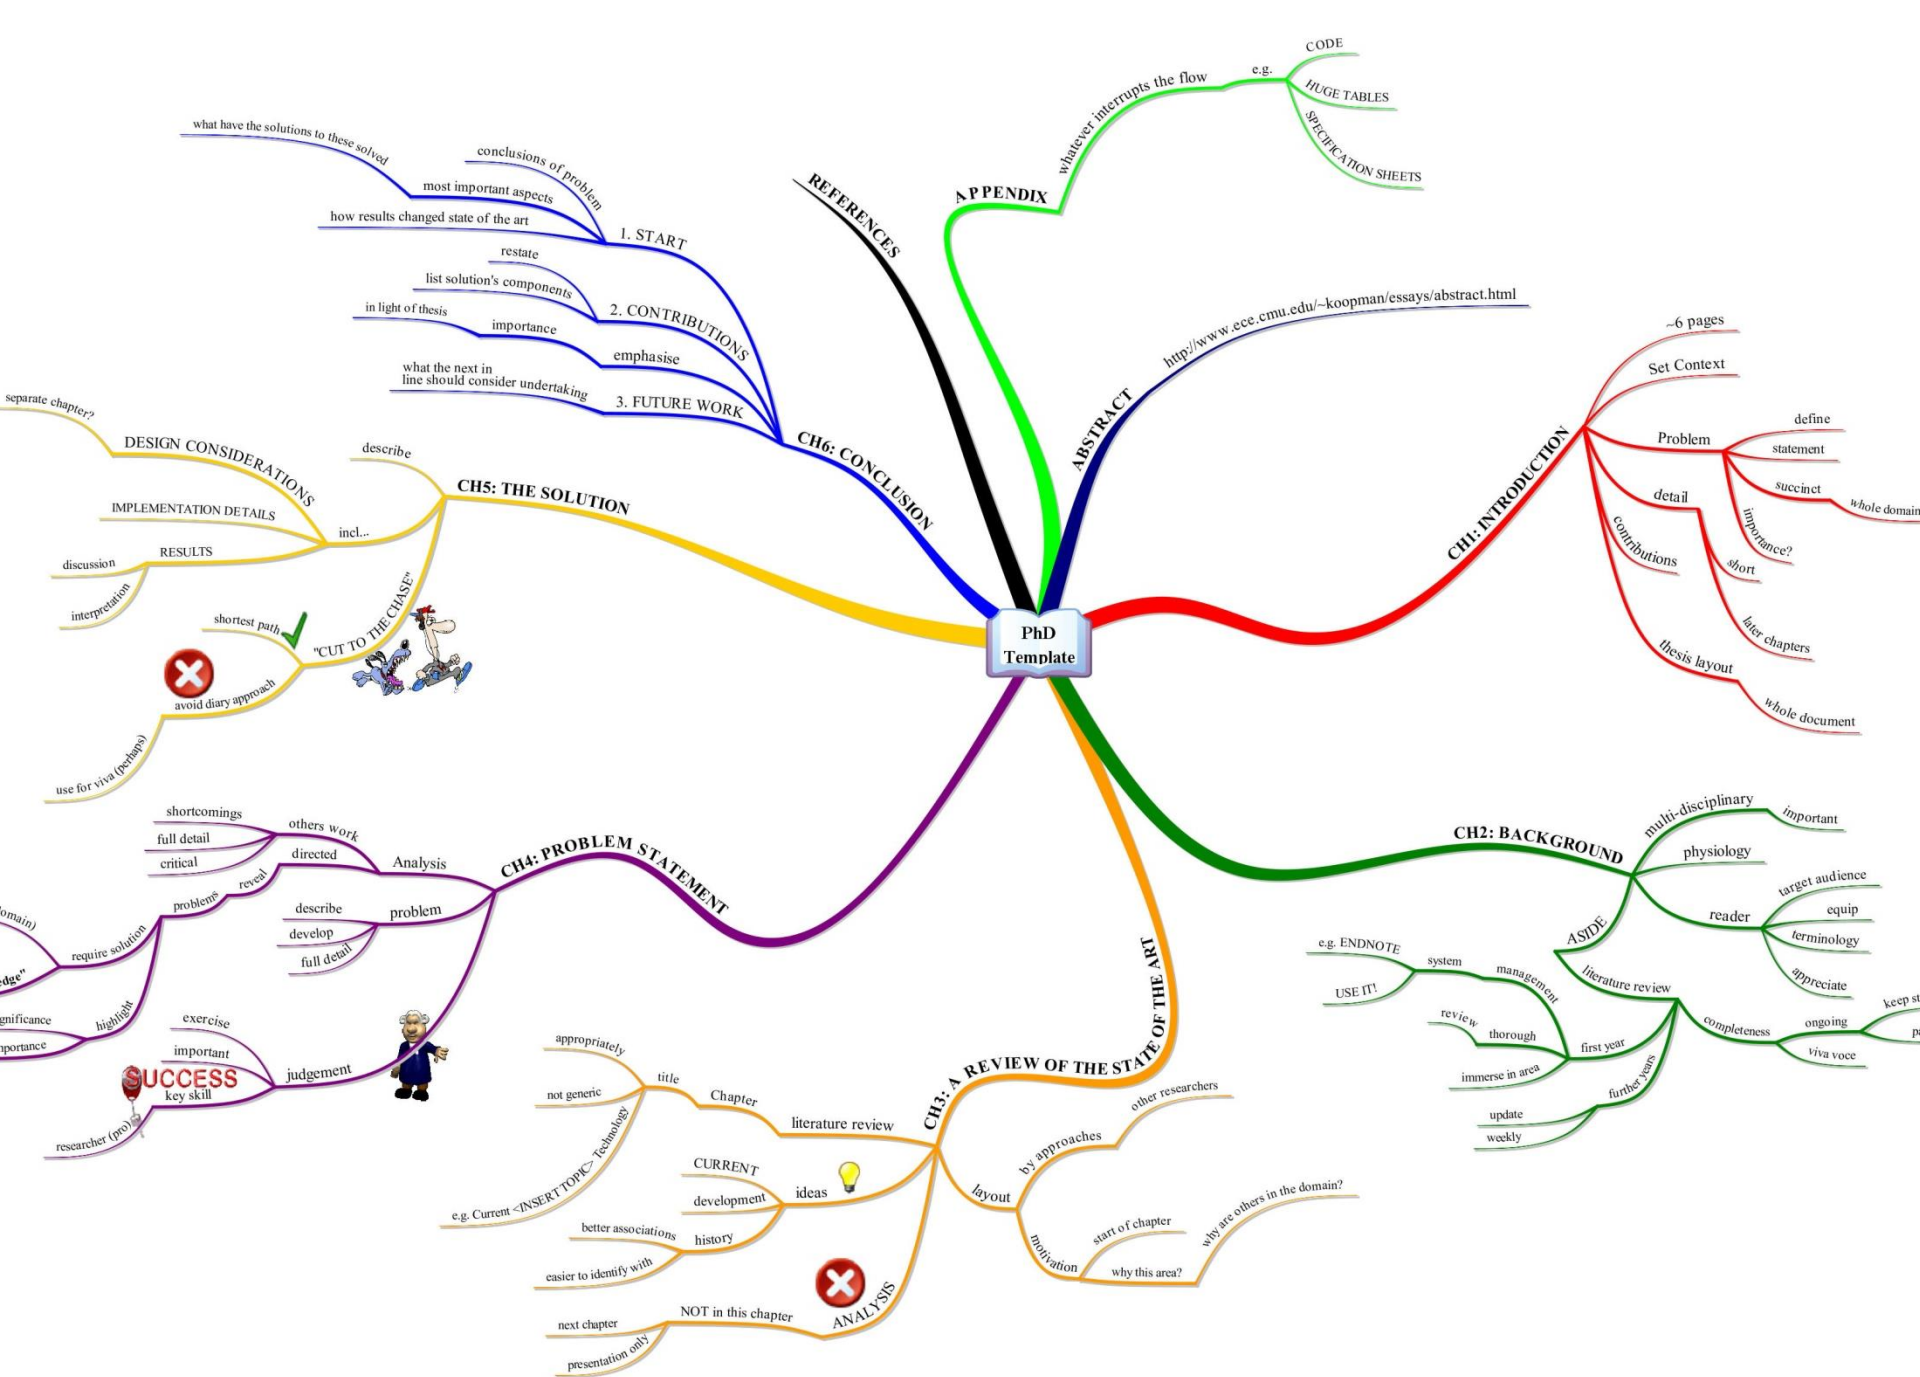 PhD
Template
ABSTRACT
http://www.ece.cmu.edu/~koopman/essays/abstract.html
CH1: INTRODUCTION
~6 pages
Set Context
Problem
define
statement
succinct
whole domain
importance?
detail
short
later chapters
contributions
thesis layout
whole document
CH2: BACKGROUND
multi-disciplinary
important
physiology
reader
target audience
equip
terminology
appreciate
ASIDE
literature review
completeness
ongoing
keep st
pa
viva voce
first year
management
system
e.g. ENDNOTE
USE IT!
thorough
review
immerse in area
further years
update
weekly
CH3: A REVIEW OF THE STATE OF THE ART
literature review
Chapter
title
appropriately
not generic
e.g. Current <INSERT TOPIC> Technology
ideas
CURRENT
development
history
better associations
easier to identify with
ANALYSIS
NOT in this chapter
next chapter
presentation only
layout
by approaches
other researchers
motivation
start of chapter
why this area?
why are others in the domain?
CH4: PROBLEM STATEMENT
Analysis
others work
shortcomings
full detail
critical
directed
reveal
problems
require solution
omain)
edge"
highlight
gnificance
portance
problem
describe
develop
full detail
judgement
exercise
important
SUCCESS
key skill
researcher (pro)
CH5: THE SOLUTION
describe
incl...
DESIGN CONSIDERATIONS
separate chapter?
IMPLEMENTATION DETAILS
RESULTS
discussion
interpretation
"CUT TO THE CHASE"
shortest path
avoid diary approach
use for viva (perhaps)
CH6: CONCLUSION
1. START
conclusions of problem
most important aspects
what have the solutions to these solved
how results changed state of the art
2. CONTRIBUTIONS
restate
list solution's components
emphasise
importance
in light of thesis
3. FUTURE WORK
what the next in
line should consider undertaking
REFERENCES
APPENDIX
whatever interrupts the flow
e.g.
CODE
HUGE TABLES
SPECIFICATION SHEETS